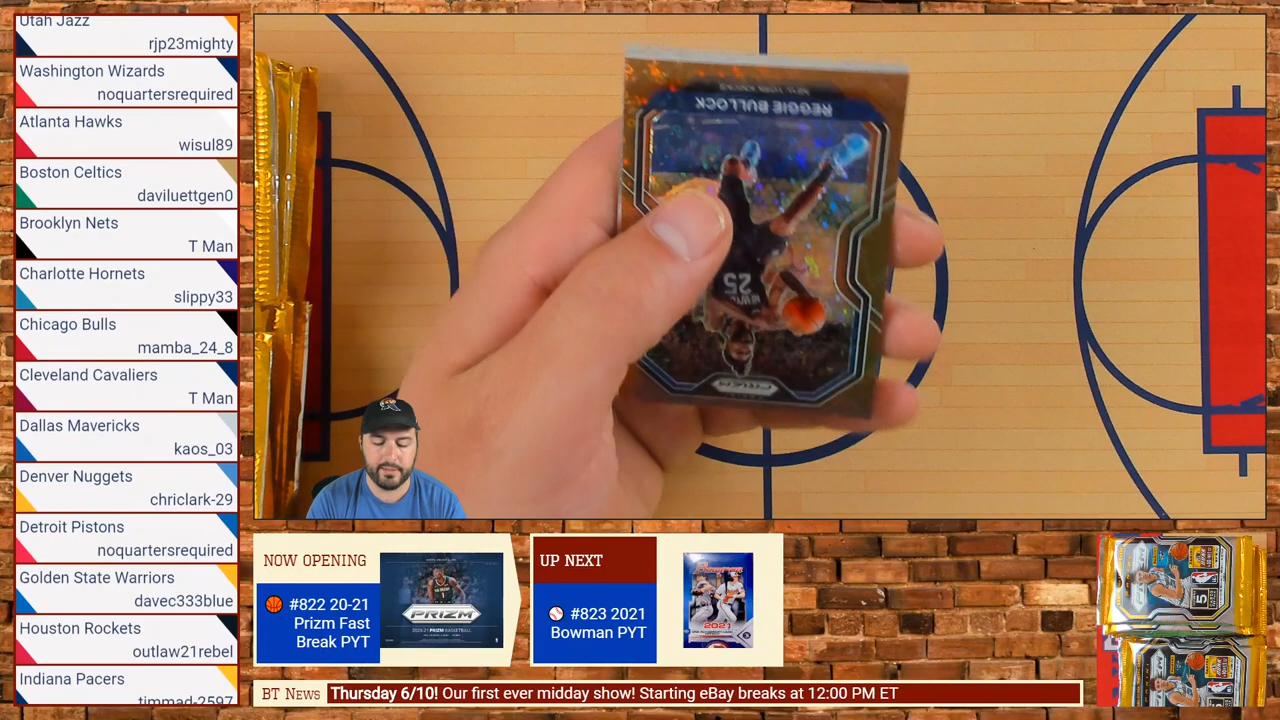 Utah Jazz
rjp23mighty
Washington Wizards
noquartersrequired
Atlanta Hawks
wisul89
Boston Celtics
daviluettgen0
Brooklyn Nets
T Man
Charlotte Hornets
slippy33
Chicago Bulls
mamba_24_8
Cleveland Cavaliers
T Man
Dallas Mavericks
kaos_03
Denver Nuggets
chriclark-29
Detroit Pistons
noquartersrequired
Golden State Warriors
davec333blue
Houston Rockets
outlaw21rebel
Indiana Pacers
timmad-2597
NEW YORK KNICKS
REGGIE BULLOCK
25
PRIZM
NOW OPENING
#822 20-21
Prizm Fast
Break PYT
PRIZM
UP NEXT
#823 2021
Bowman PYT
Bowman
2021
BT News
Thursday 6/10! Our first ever midday show! Starting eBay breaks at 12:00 PM ET